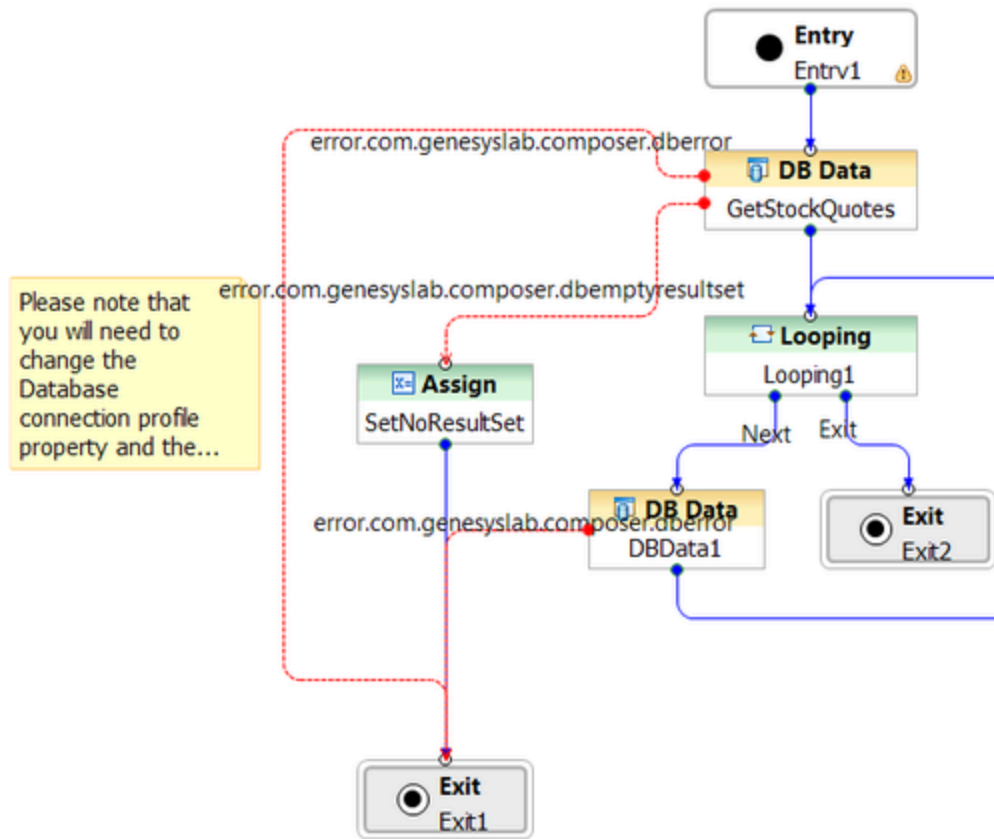 Entry
Entry1
error.com.genesyslab.composer.dberror
DB Data
GetStockQuotes
error.com.genesyslab.composer.dbemptyresultset
Please note that
you will need to
change the
Database
connection profile
property and the...
Looping
Looping1
Assign
SetNoResultSet
Next
Exit
DB Data
error.com.genesyslab.composer.dberror
DBData1
Exit
Exit2
Exit
Exit1